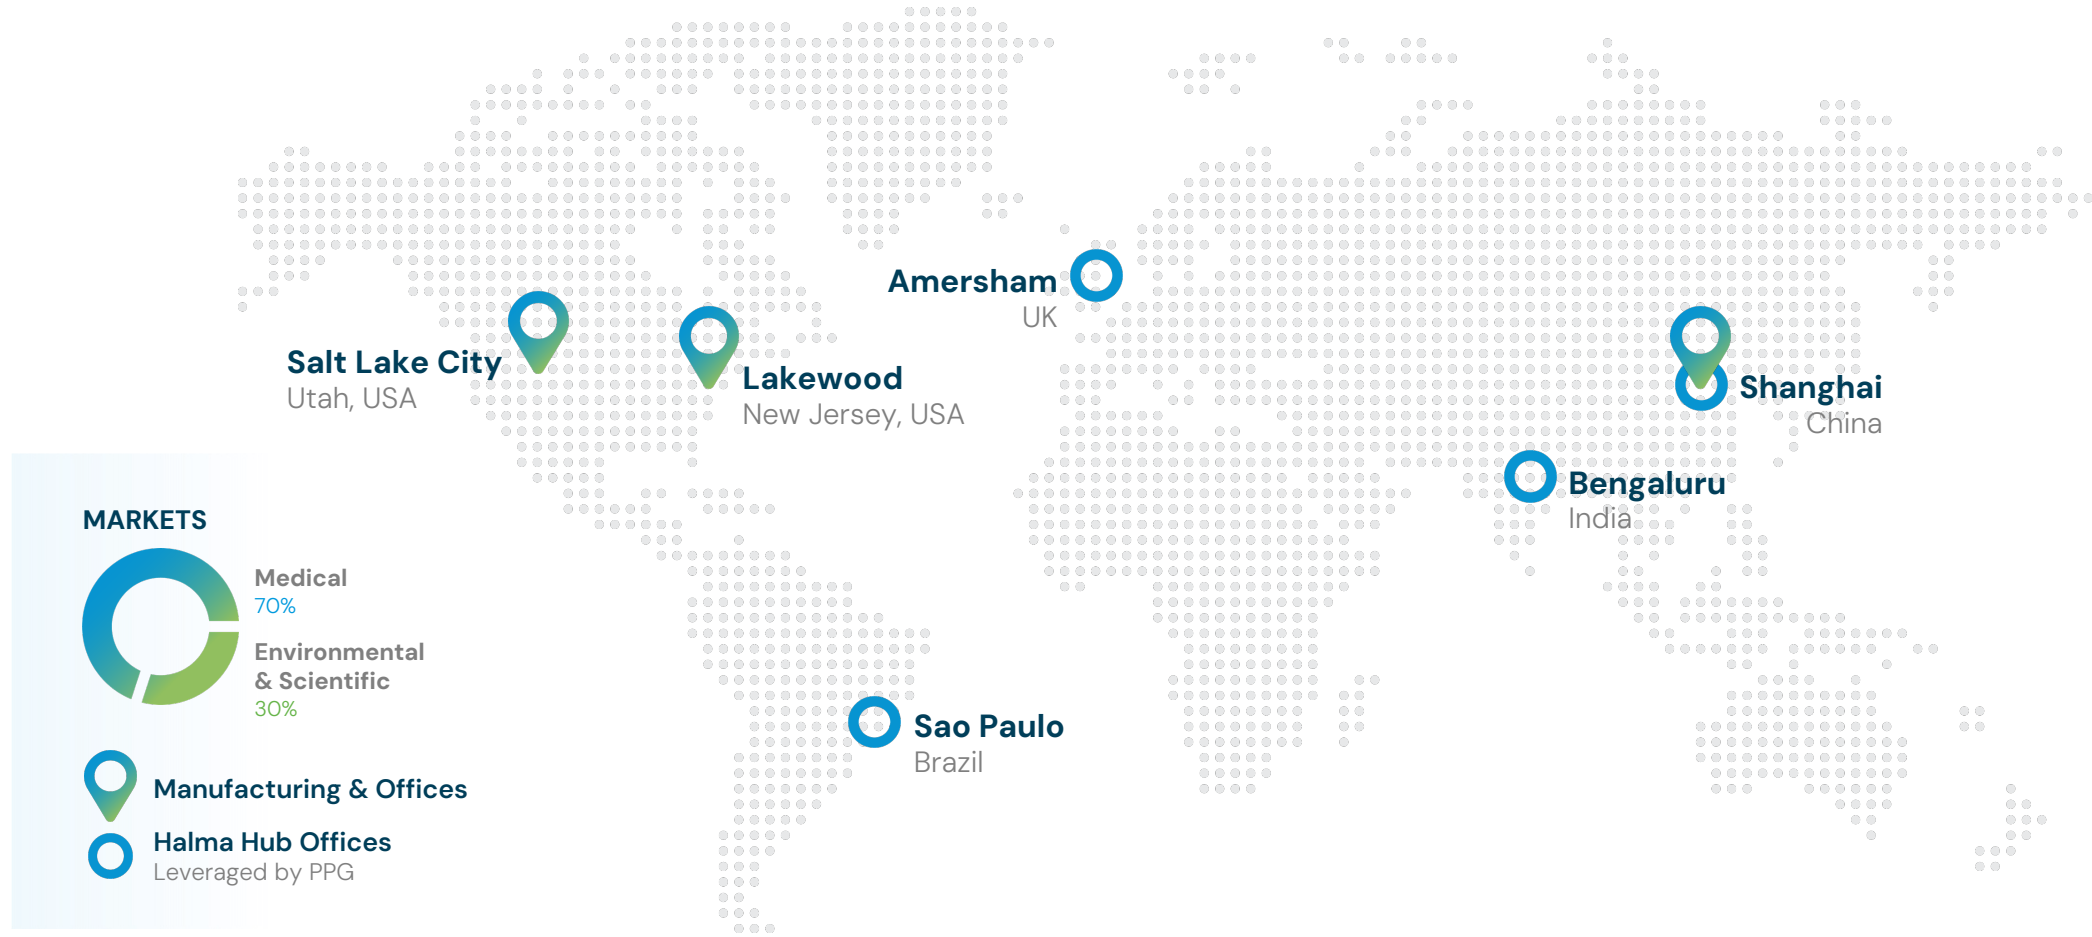 Amersham
UK
Salt Lake City
Utah, USA
Lakewood
New Jersey, USA
Shanghai
China
Bengaluru
India
Sao Paulo
Brazil
MARKETS
Medical
70%
Environmental
& Scientific
30%
Manufacturing & Offices
Halma Hub Offices
Leveraged by PPG